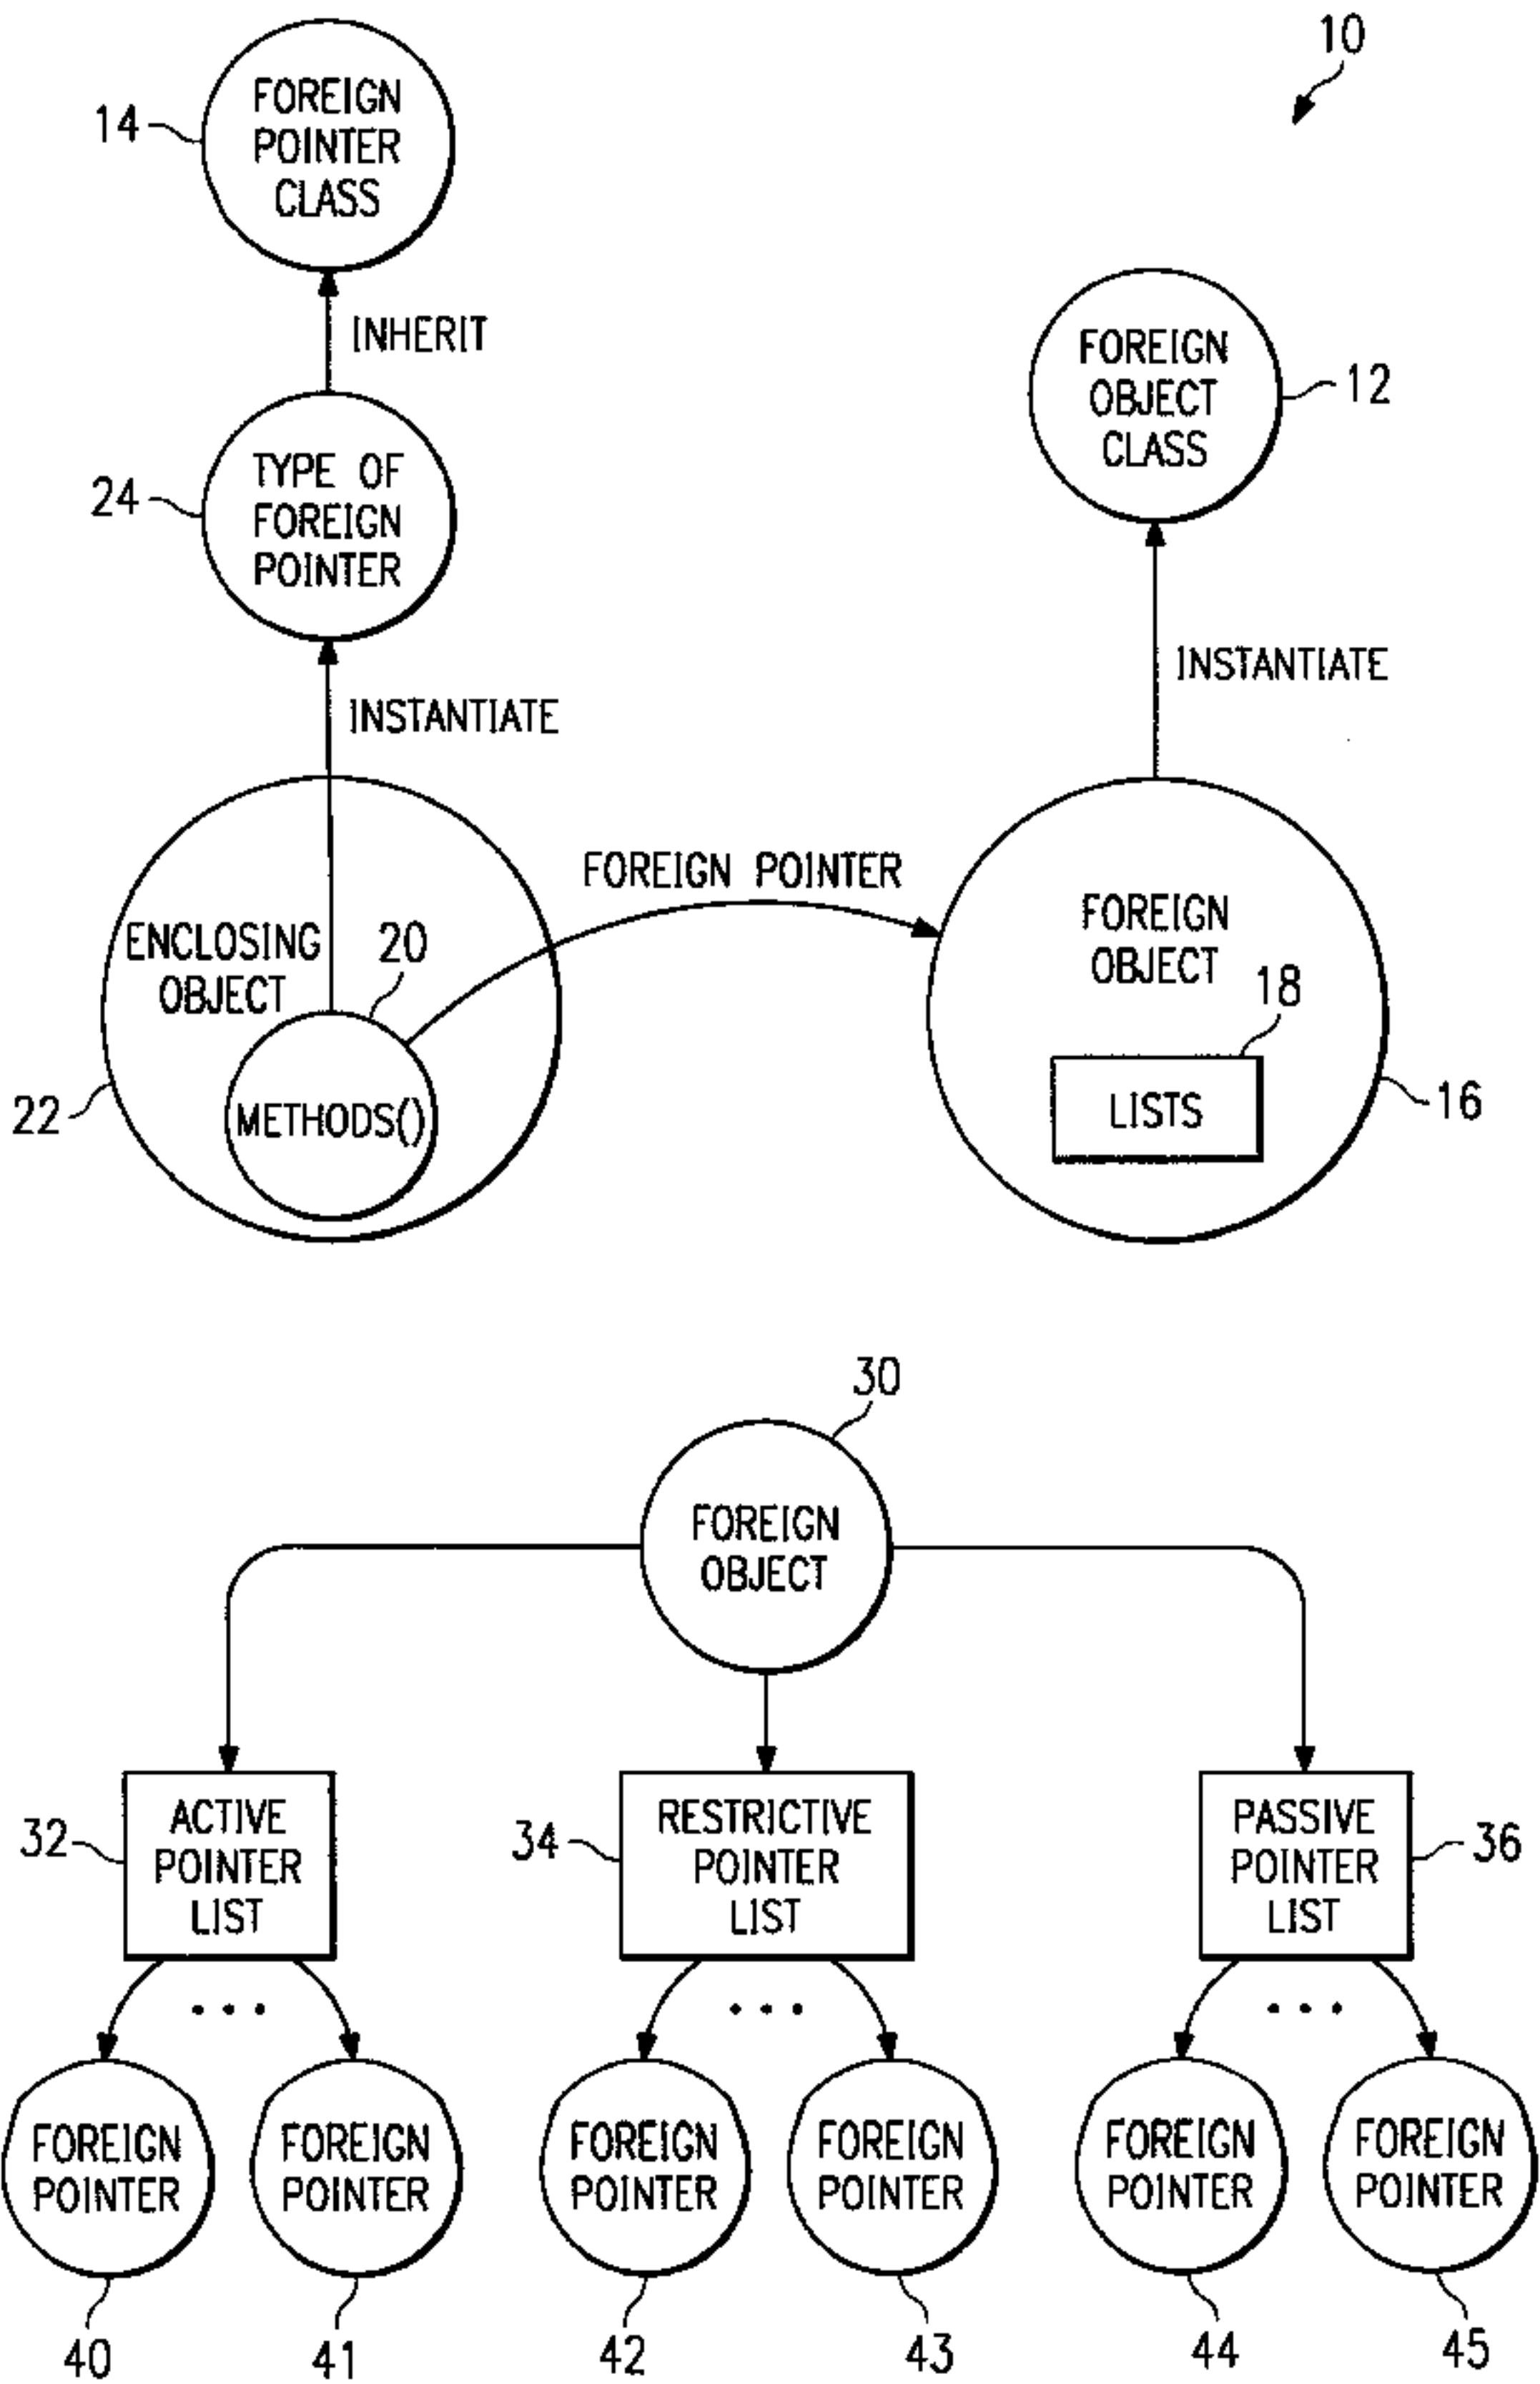 10
14
FOREIGN
POINTER
CLASS
INHERIT
FOREIGN
OBJECT
CLASS
12
24
TYPE OF
FOREIGN
POINTER
INSTANTIATE
INSTANTIATE
FOREIGN POINTER
ENCLOSING
OBJECT
20
METHODS()
22
FOREIGN
OBJECT
18
LISTS
16
30
FOREIGN
OBJECT
32
ACTIVE
POINTER
LIST
34
RESTRICTIVE
POINTER
LIST
PASSIVE
POINTER
LIST
36
FOREIGN
POINTER
FOREIGN
POINTER
FOREIGN
POINTER
FOREIGN
POINTER
FOREIGN
POINTER
FOREIGN
POINTER
40
41
42
43
44
45